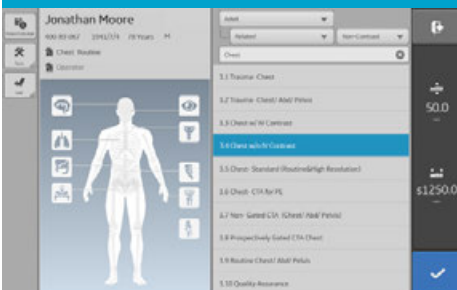 Jonathan Moore
78 Years M
Chest Routine
Operator
Adult
Related
Non-Contrast
Chest
3.1 Trauma- Chest
3.2 Trauma- Chest/ Abd/ Pelvis
3.3 Chest w/ IV Contrast
3.4 Chest w/o IV Contrast
3.5 Chest- Standard (Routine&High Resolution)
3.6 Chest- CTA for PE
3.7 Non- Gated CTA (Chest/ Abd/ Pelvis)
3.8 Prospectively Gated CTA Chest
3.9 Routine Chest/ Abd/ Pelvis
3.10 Quality Assurance
50.0
1250.0